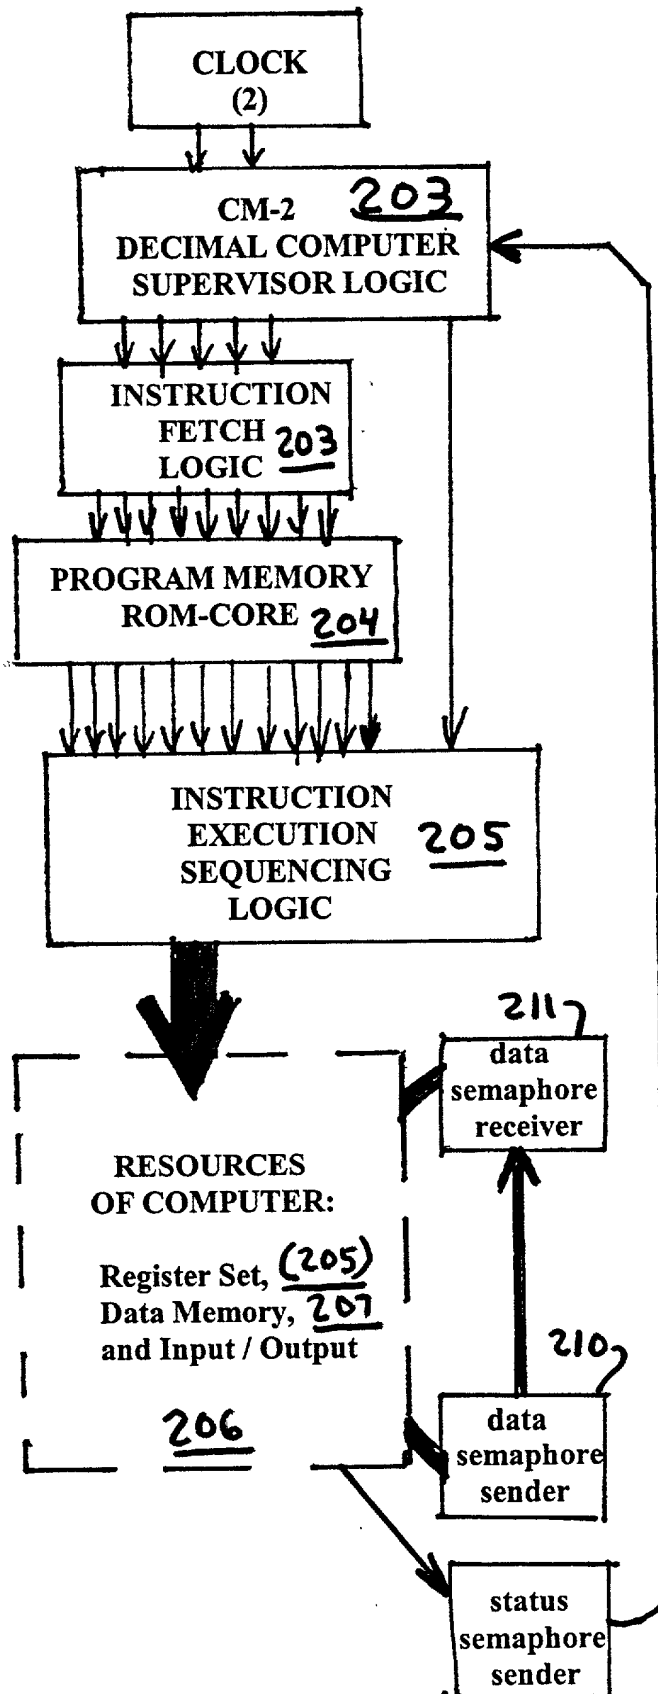 CLOCK
(2)
CM-2 203
DECIMAL COMPUTER
SUPERVISOR LOGIC
INSTRUCTION
FETCH 203
LOGIC
PROGRAM MEMORY
ROM-CORE 204
INSTRUCTION
EXECUTION 205
SEQUENCING
LOGIC
211
data
semaphore
receiver
RESOURCES
OF COMPUTER:
Register Set, (205)
Data Memory, 207
and Input / Output
206
210
data
semaphore
sender
status
semaphore
sender